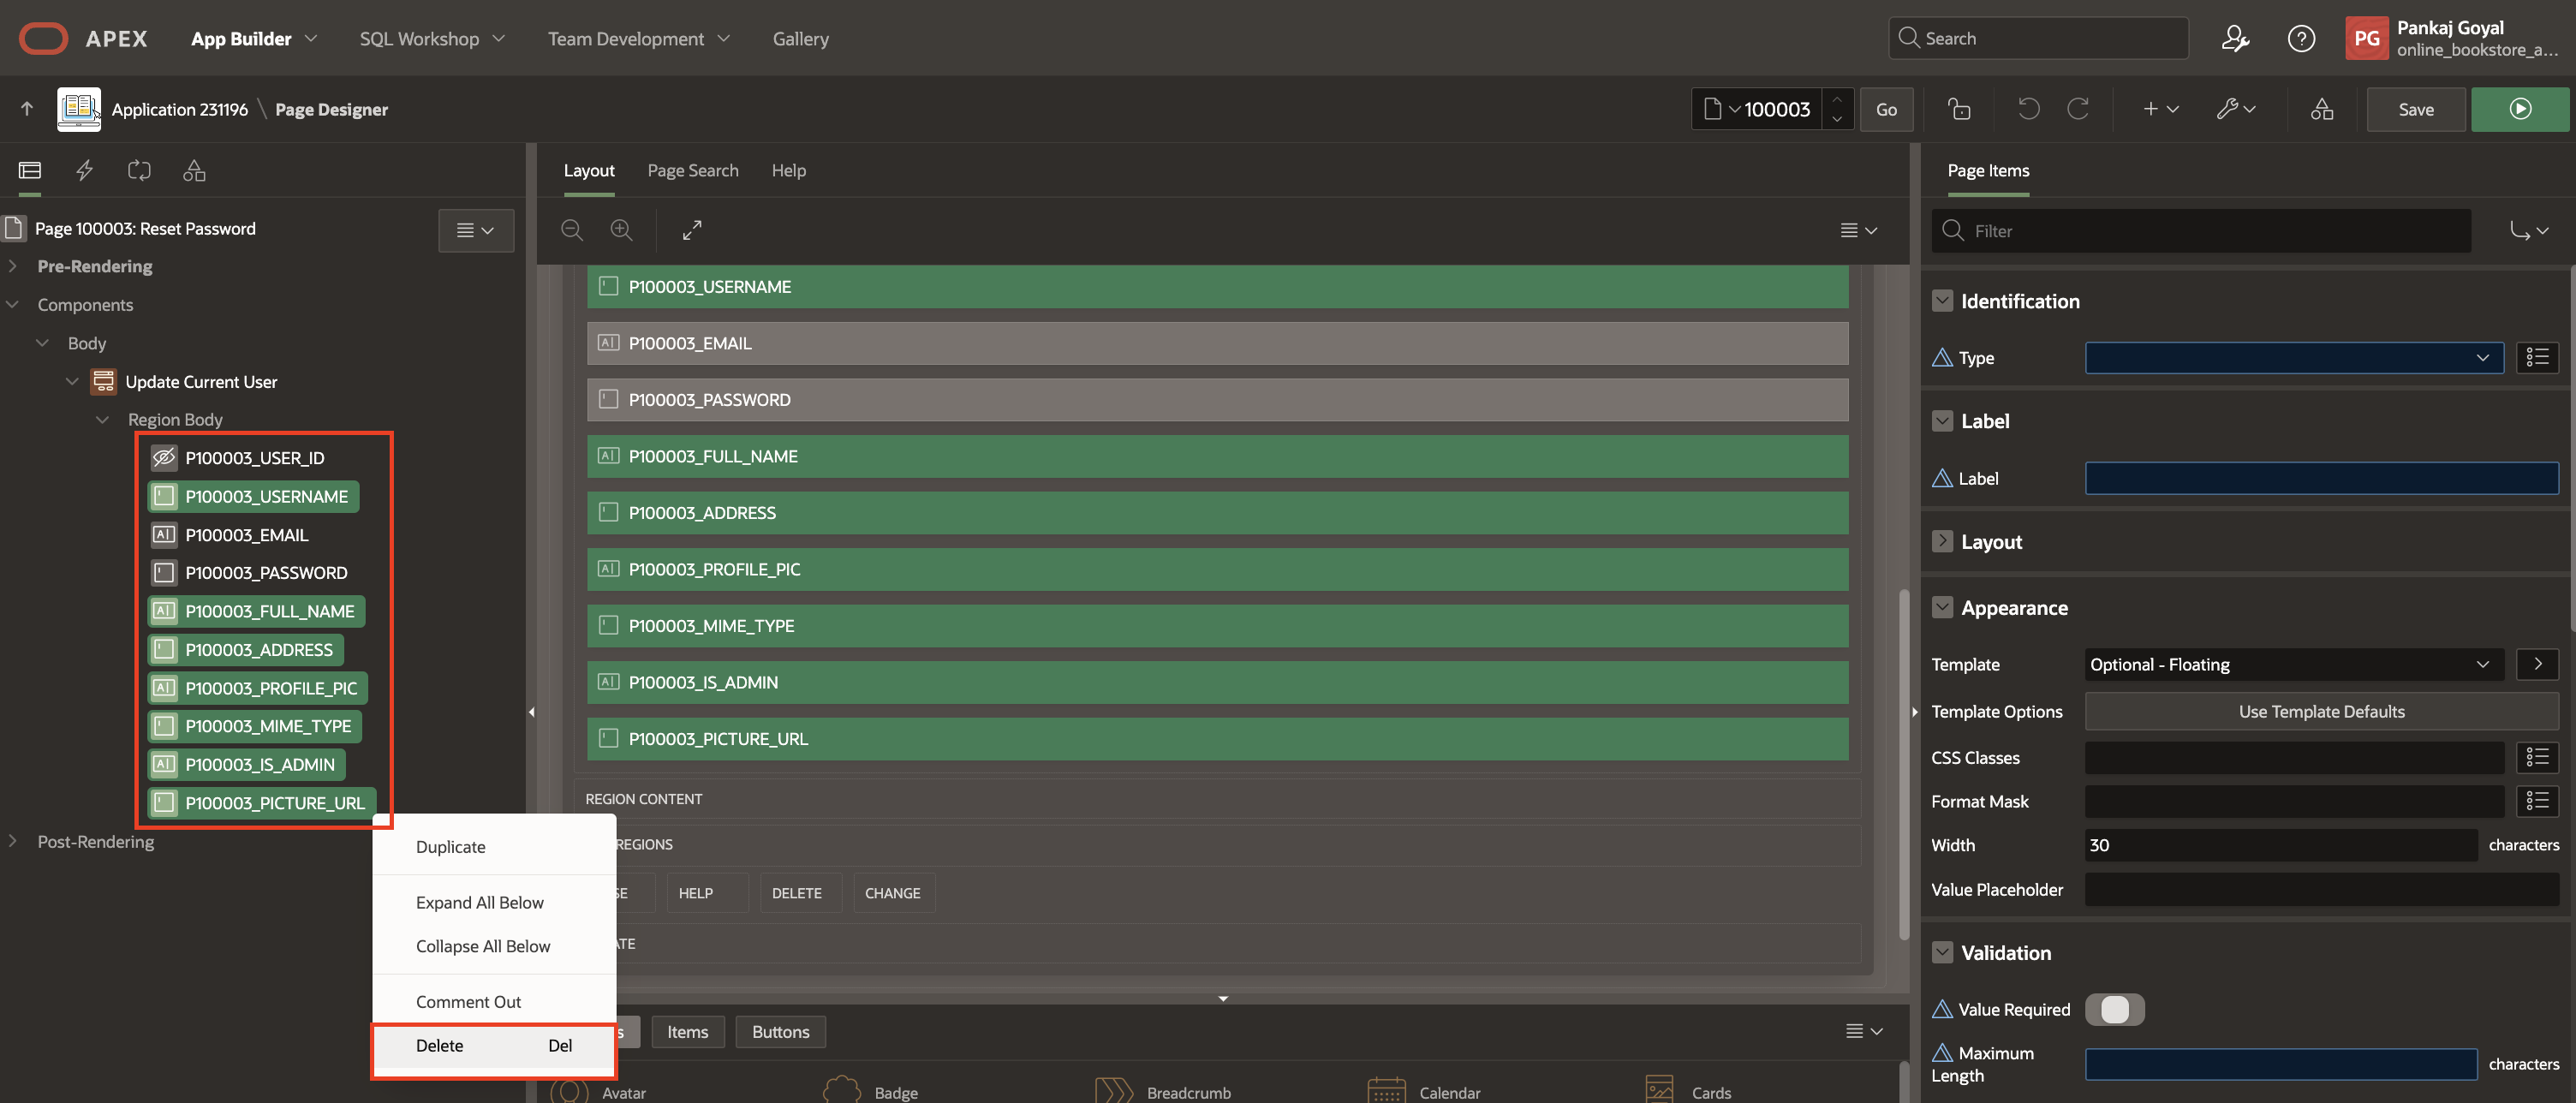 APEX App Builder SQL Workshop Team Development Gallery Search PG Pankaj Goyal
online_bookstore_a...
Application 231196 \ Page Designer 100003 Go Save
Layout Page Search Help
Page Items
Page 100003: Reset Password
Filter
Pre-Rendering
Components
Body
Update Current User
Region Body
P100003_USER_ID
P100003_USERNAME
P100003_EMAIL
P100003_PASSWORD
P100003_FULL_NAME
P100003_ADDRESS
P100003_PROFILE_PIC
P100003_MIME_TYPE
P100003_IS_ADMIN
P100003_PICTURE_URL
Post-Rendering
Duplicate
Expand All Below
Collapse All Below
Comment Out
Delete Del
P100003_USERNAME
P100003_EMAIL
P100003_PASSWORD
P100003_FULL_NAME
P100003_ADDRESS
P100003_PROFILE_PIC
P100003_MIME_TYPE
P100003_IS_ADMIN
P100003_PICTURE_URL
REGION CONTENT
REGIONS
HELP DELETE CHANGE
Items Buttons
Avatar Badge Breadcrumb Calendar Cards
Identification
Type
Label
Label
Layout
Appearance
Template Optional - Floating
Template Options Use Template Defaults
CSS Classes
Format Mask
Width 30 characters
Value Placeholder
Validation
Value Required
Maximum
Length characters